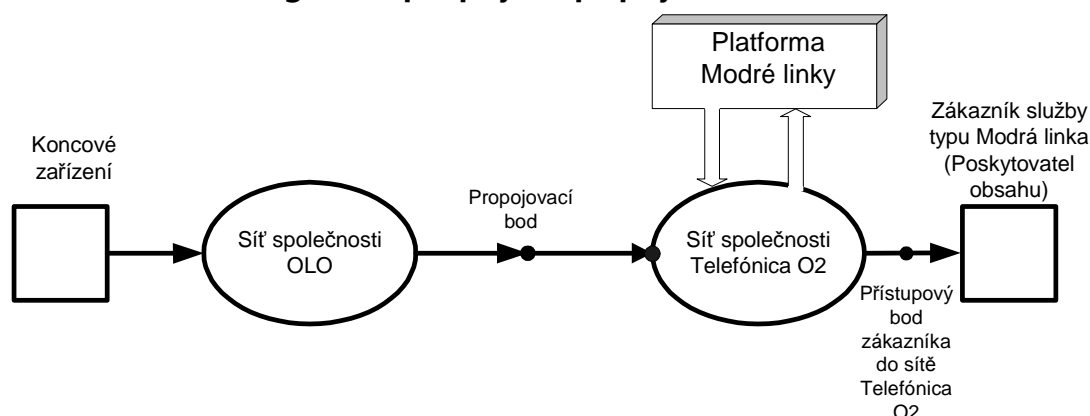 Platforma
Modré linky
Koncové
zařízení
Síť společnosti
OLO
Propojovací
bod
Síť společnosti
Telefónica O2
Zákazník služby
typu Modrá linka
(Poskytovatel
obsahu)
Přístupový
bod
zákazníka
do sítě
Telefónica
O2